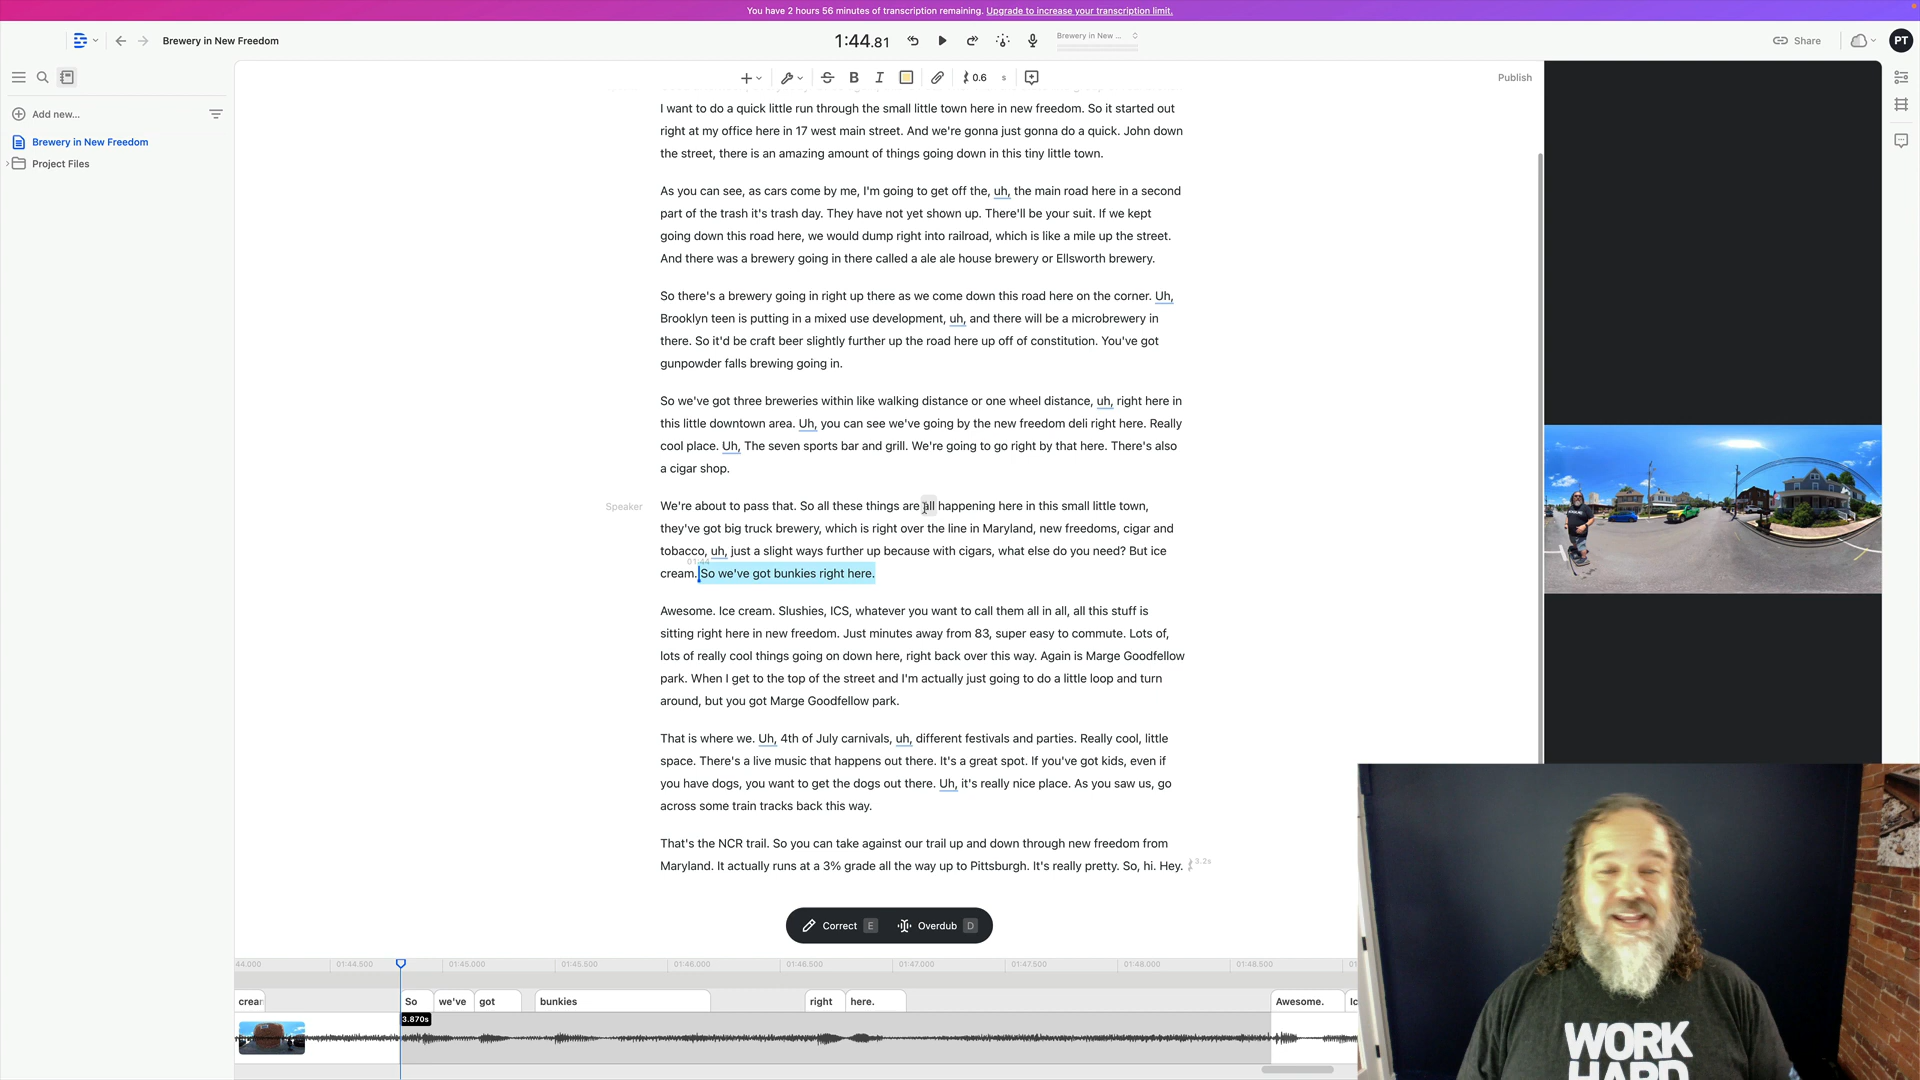 You have 2 hours 56 minutes of transcription remaining. Upgrade to increase your transcription limit.
Brewery in New Freedom
1:44.81
Brewery in New ...
Share
PT
0.6 s
Publish
Add new...
Brewery in New Freedom
Project Files
I want to do a quick little run through the small little town here in new freedom. So it started out
right at my office here in 17 west main street. And we're gonna just gonna do a quick. John down
the street, there is an amazing amount of things going down in this tiny little town.
As you can see, as cars come by me, I'm going to get off the, uh, the main road here in a second
part of the trash it's trash day. They have not yet shown up. There'll be your suit. If we kept
going down this road here, we would dump right into railroad, which is like a mile up the street.
And there was a brewery going in there called a ale ale house brewery or Ellsworth brewery.
So there's a brewery going in right up there as we come down this road here on the corner. Uh,
Brooklyn teen is putting in a mixed use development, uh, and there will be a microbrewery in
there. So it'd be craft beer slightly further up the road here up off of constitution. You've got
gunpowder falls brewing going in.
So we've got three breweries within like walking distance or one wheel distance, uh, right here in
this little downtown area. Uh, you can see we've going by the new freedom deli right here. Really
cool place. Uh, The seven sports bar and grill. We're going to go right by that here. There's also
a cigar shop.
Speaker
We're about to pass that. So all these things are all happening here in this small little town,
they've got big truck brewery, which is right over the line in Maryland, new freedoms, cigar and
tobacco, uh, just a slight ways further up because with cigars, what else do you need? But ice
01:44
cream. So we've got bunkies right here.
Awesome. Ice cream. Slushies, ICS, whatever you want to call them all in all, all this stuff is
sitting right here in new freedom. Just minutes away from 83, super easy to commute. Lots of,
lots of really cool things going on down here, right back over this way. Again is Marge Goodfellow
park. When I get to the top of the street and I'm actually just going to do a little loop and turn
around, but you got Marge Goodfellow park.
That is where we. Uh, 4th of July carnivals, uh, different festivals and parties. Really cool, little
space. There's a live music that happens out there. It's a great spot. If you've got kids, even if
you have dogs, you want to get the dogs out there. Uh, it's really nice place. As you saw us, go
across some train tracks back this way.
That's the NCR trail. So you can take against our trail up and down through new freedom from
Maryland. It actually runs at a 3% grade all the way up to Pittsburgh. It's really pretty. So, hi. Hey. 3.2s
Correct E Overdub D
44.000 01:44.500 01:45.000 01:45.500 01:46.000 01:46.500 01:47.000 01:47.500 01:48.000 01:48.500
crear So we've got bunkies right here. Awesome. Ic
3.870s
WORK
HARD